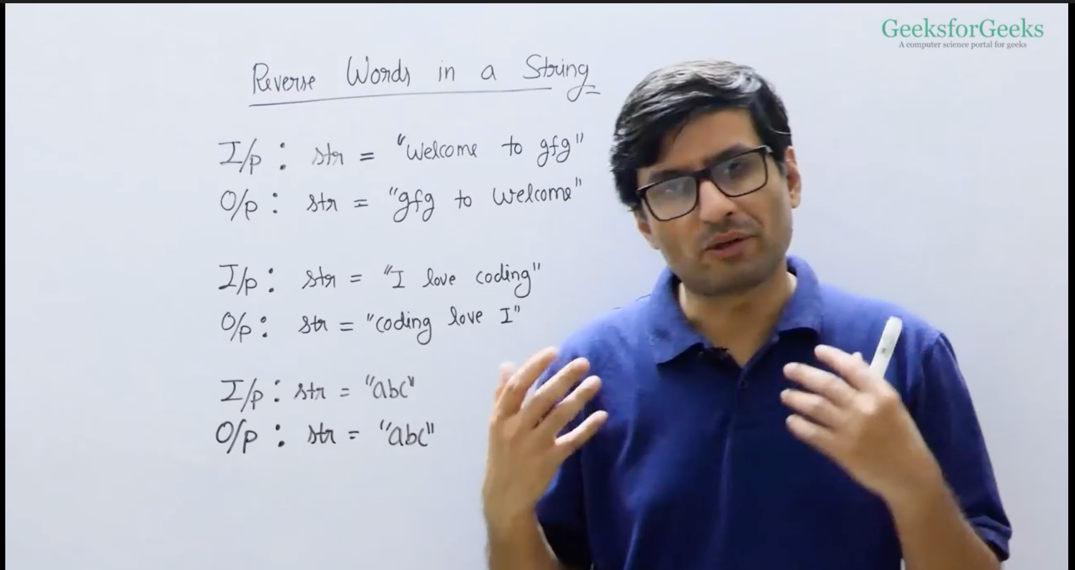 GeeksforGeeks
A computer science portal for geeks
Reverse Words in a String
I/p : str = "Welcome to gfg"
O/p : str = "gfg to Welcome"
I/p : str = "I love coding"
O/p : str = "coding love I"
I/p : str = "abc"
O/p : str = "abc"